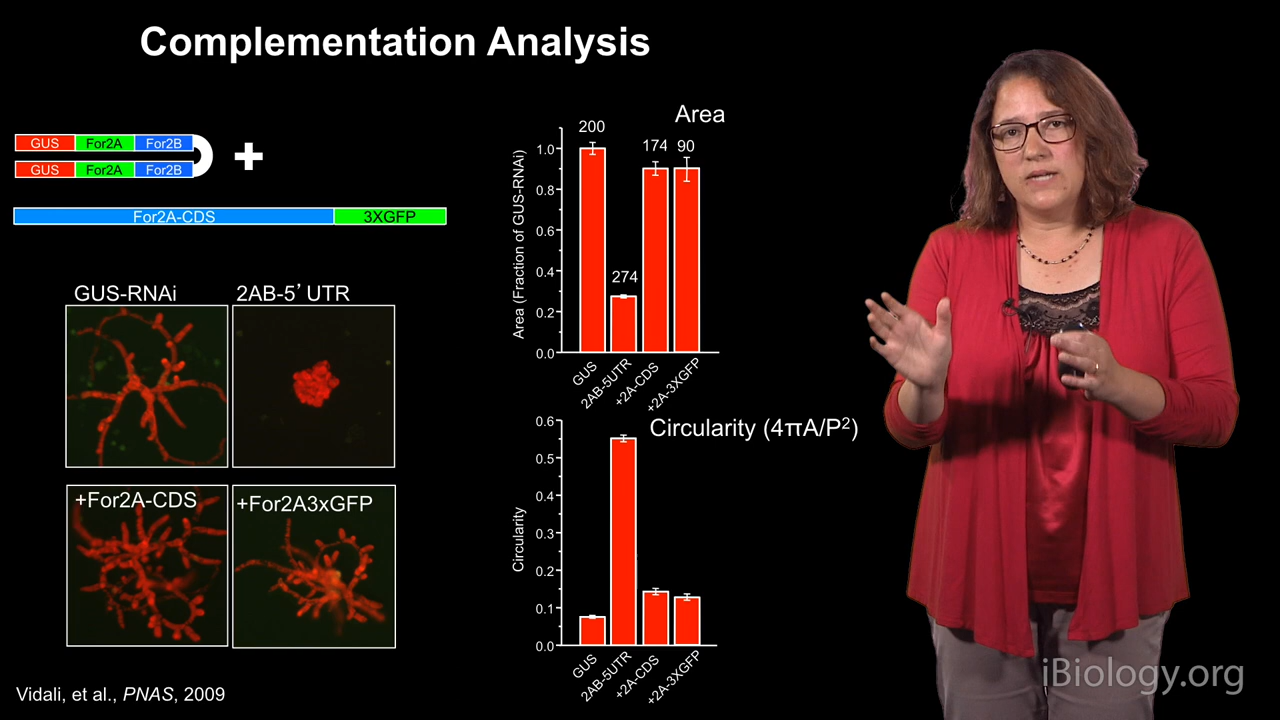 Complementation Analysis
GUS For2A For2B
GUS For2A For2B
+
For2A-CDS 3XGFP
GUS-RNAi 2AB-5’ UTR
+For2A-CDS +For2A3xGFP
Vidali, et al., PNAS, 2009
Area
Area (Fraction of GUS-RNAi)
1.0
0.8
0.6
0.4
0.2
0.0
200 274 174 90
GUS 2AB-5UTR +2A-CDS +2A-3XGFP
Circularity (4πA/P²)
Circularity
0.6
0.5
0.4
0.3
0.2
0.1
0.0
GUS 2AB-5UTR +2A-CDS +2A-3XGFP
iBiology.org